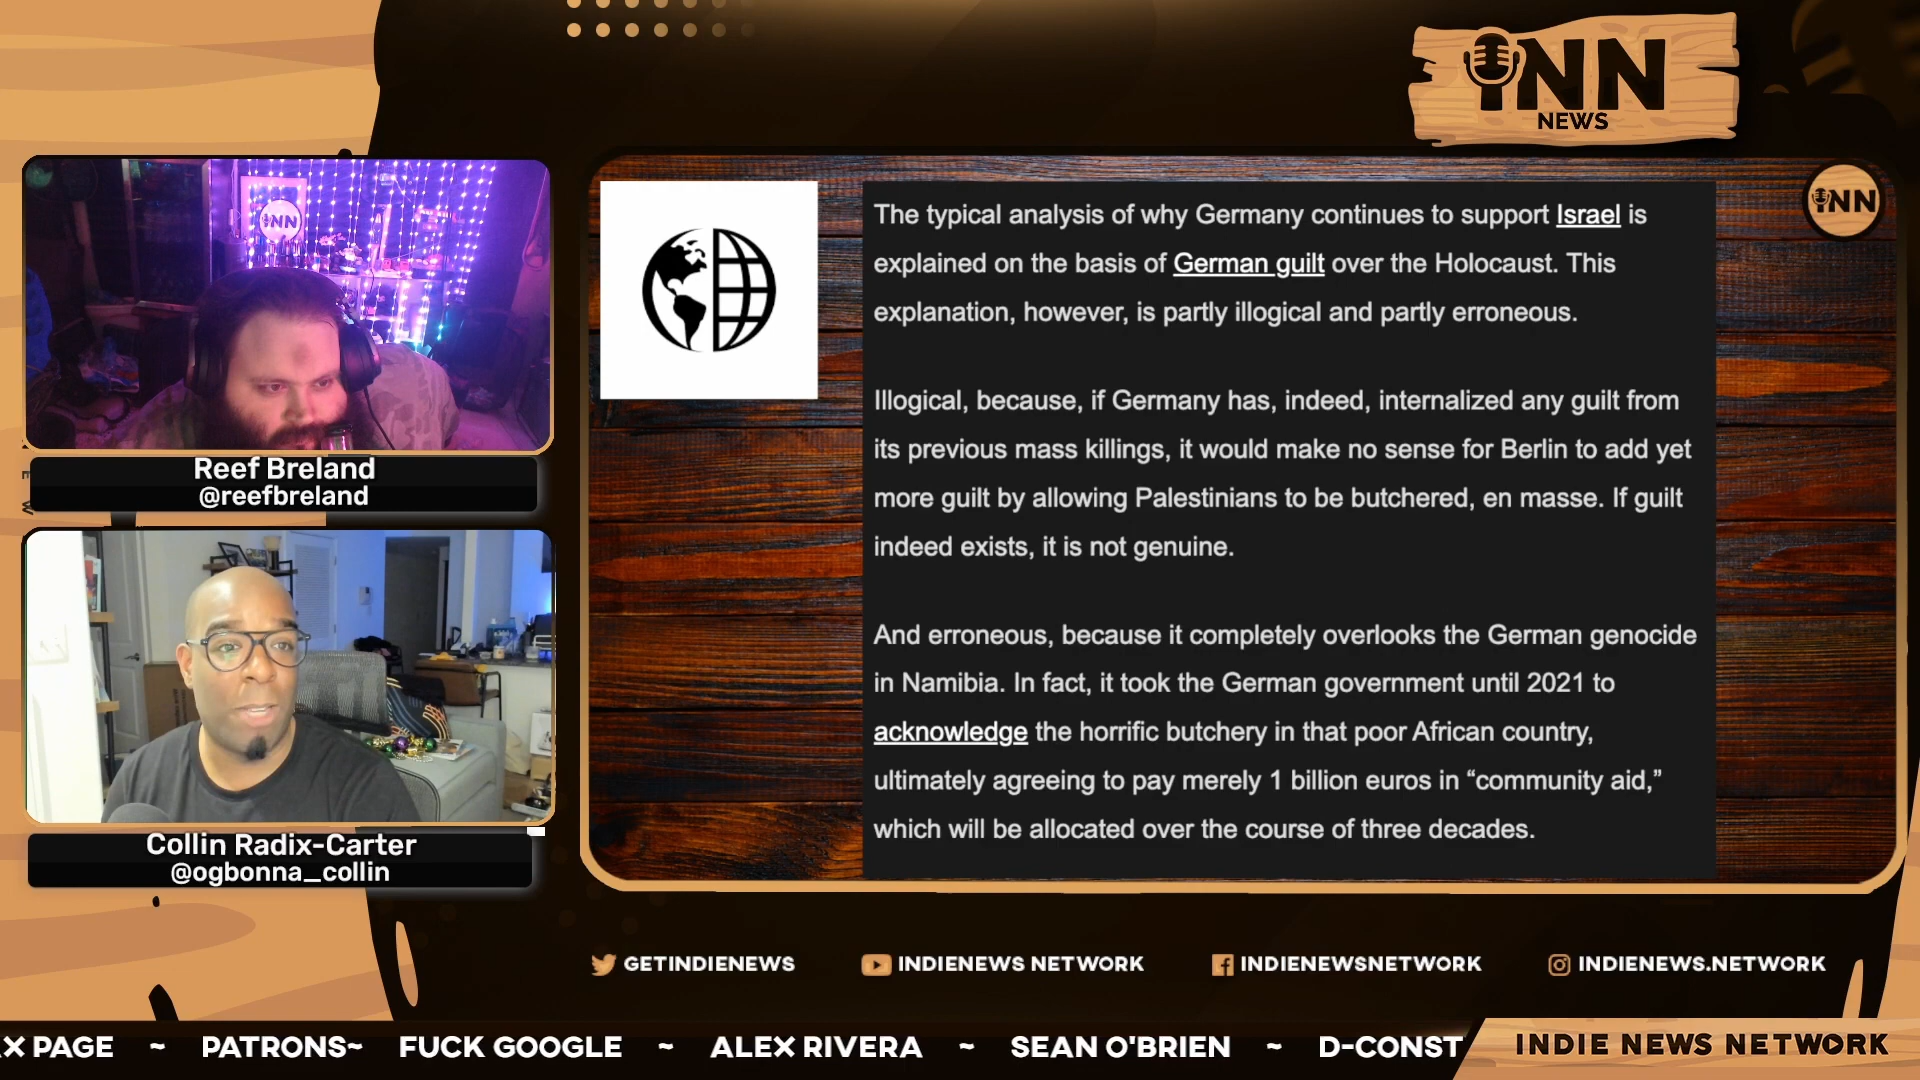 INN
NEWS
INN
INN
The typical analysis of why Germany continues to support Israel is
explained on the basis of German guilt over the Holocaust. This
explanation, however, is partly illogical and partly erroneous.
Illogical, because, if Germany has, indeed, internalized any guilt from
its previous mass killings, it would make no sense for Berlin to add yet
more guilt by allowing Palestinians to be butchered, en masse. If guilt
indeed exists, it is not genuine.
And erroneous, because it completely overlooks the German genocide
in Namibia. In fact, it took the German government until 2021 to
acknowledge the horrific butchery in that poor African country,
ultimately agreeing to pay merely 1 billion euros in “community aid,”
which will be allocated over the course of three decades.
Reef Breland
@reefbreland
Collin Radix-Carter
@ogbonna_collin
GETINDIENEWS
INDIENEWS NETWORK
INDIENEWSNETWORK
INDIENEWS.NETWORK
X PAGE ~ PATRONS~ FUCK GOOGLE ~ ALEX RIVERA ~ SEAN O'BRIEN ~ D-CONST
INDIE NEWS NETWORK